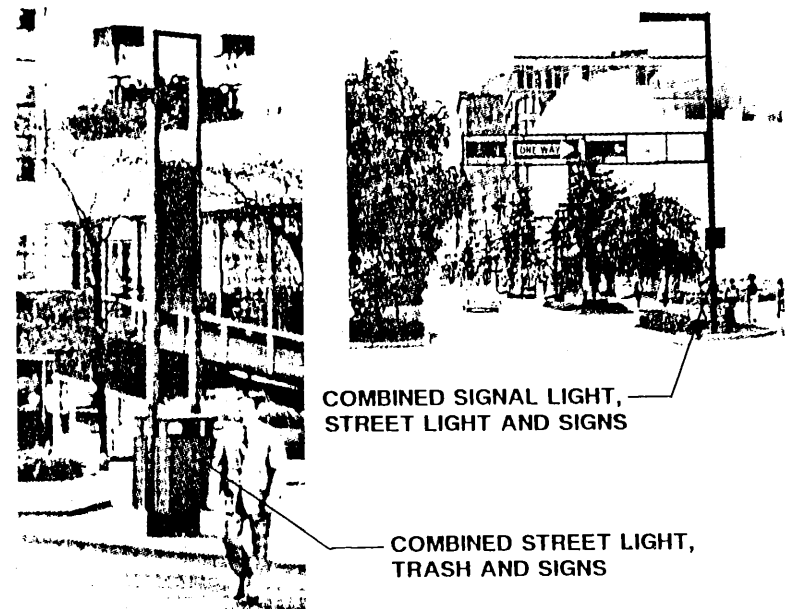 ONE WAY
COMBINED SIGNAL LIGHT,
STREET LIGHT AND SIGNS
COMBINED STREET LIGHT,
TRASH AND SIGNS